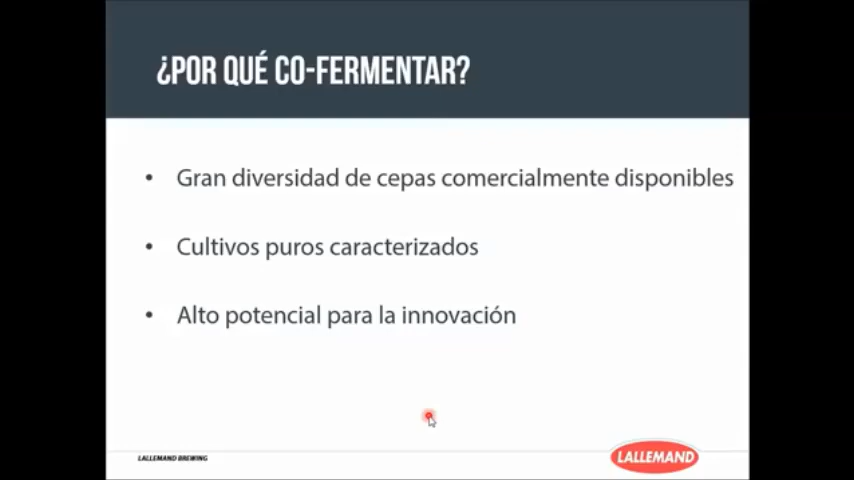 ¿POR QUÉ CO-FERMENTAR?
• Gran diversidad de cepas comercialmente disponibles
• Cultivos puros caracterizados
• Alto potencial para la innovación
LALLEMAND BREWING
LALLEMAND